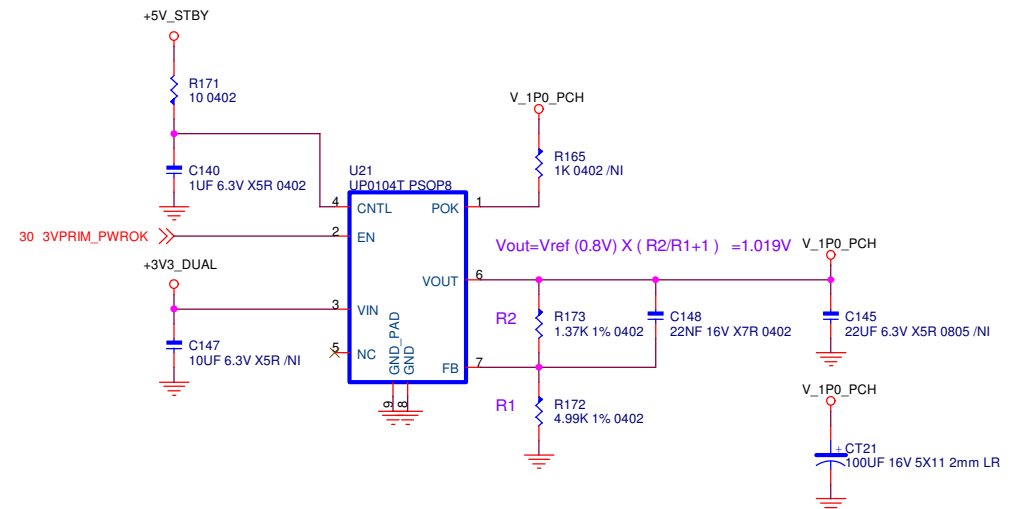 +5V_STBY
R171
10 0402
C140
1UF 6.3V X5R 0402
30 3VPRIM_PWROK
+3V3_DUAL
C147
10UF 6.3V X5R /NI
U21
UP0104T PSOP8
4
CNTL
2
EN
3
VIN
5
NC
GND_PAD
GND
9
8
POK
1
VOUT
6
FB
7
V_1P0_PCH
R165
1K 0402 /NI
Vout=Vref (0.8V) X ( R2/R1+1 ) =1.019V
V_1P0_PCH
R2
R173
1.37K 1% 0402
C148
22NF 16V X7R 0402
C145
22UF 6.3V X5R 0805 /NI
R1
R172
4.99K 1% 0402
V_1P0_PCH
+
CT21
100UF 16V 5X11 2mm LR